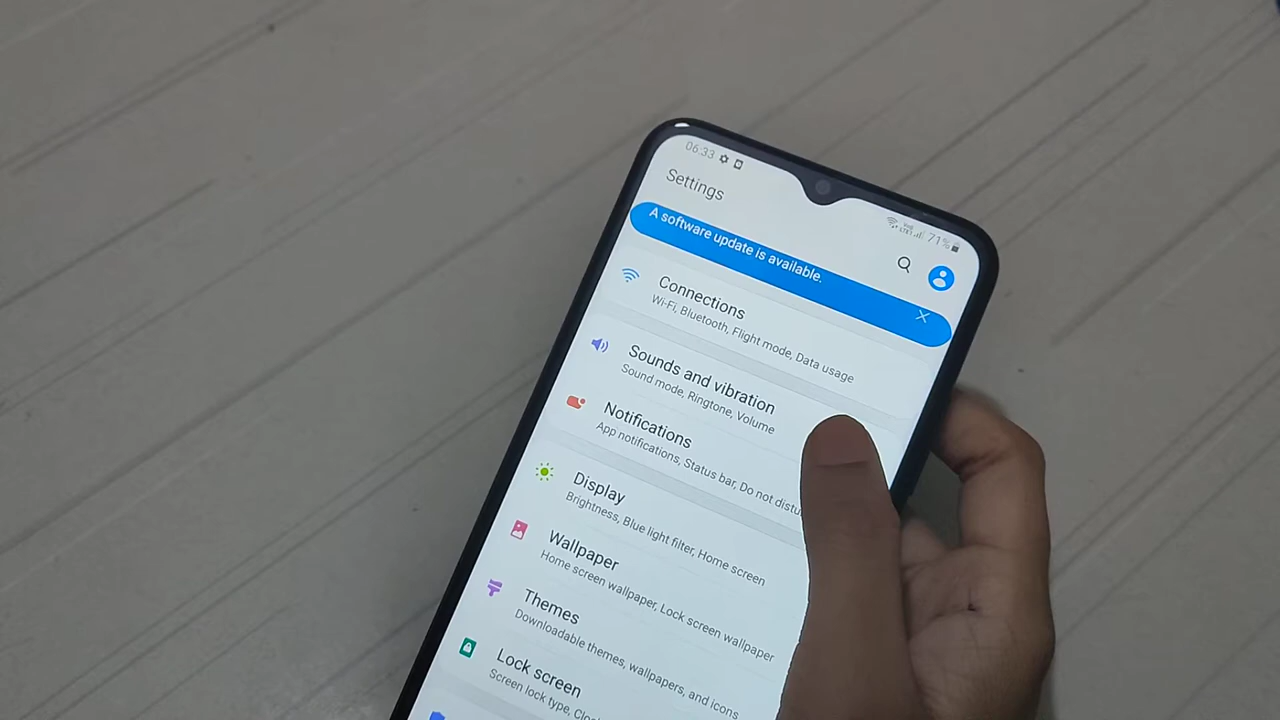 06:33
71%
Settings
A software update is available.
Connections
Wi-Fi, Bluetooth, Flight mode, Data usage
Sounds and vibration
Sound mode, Ringtone, Volume
Notifications
App notifications, Status bar, Do not distu
Display
Brightness, Blue light filter, Home screen
Wallpaper
Home screen wallpaper, Lock screen wallpaper
Themes
Downloadable themes, wallpapers, and icons
Lock screen
Screen lock type, Cloc